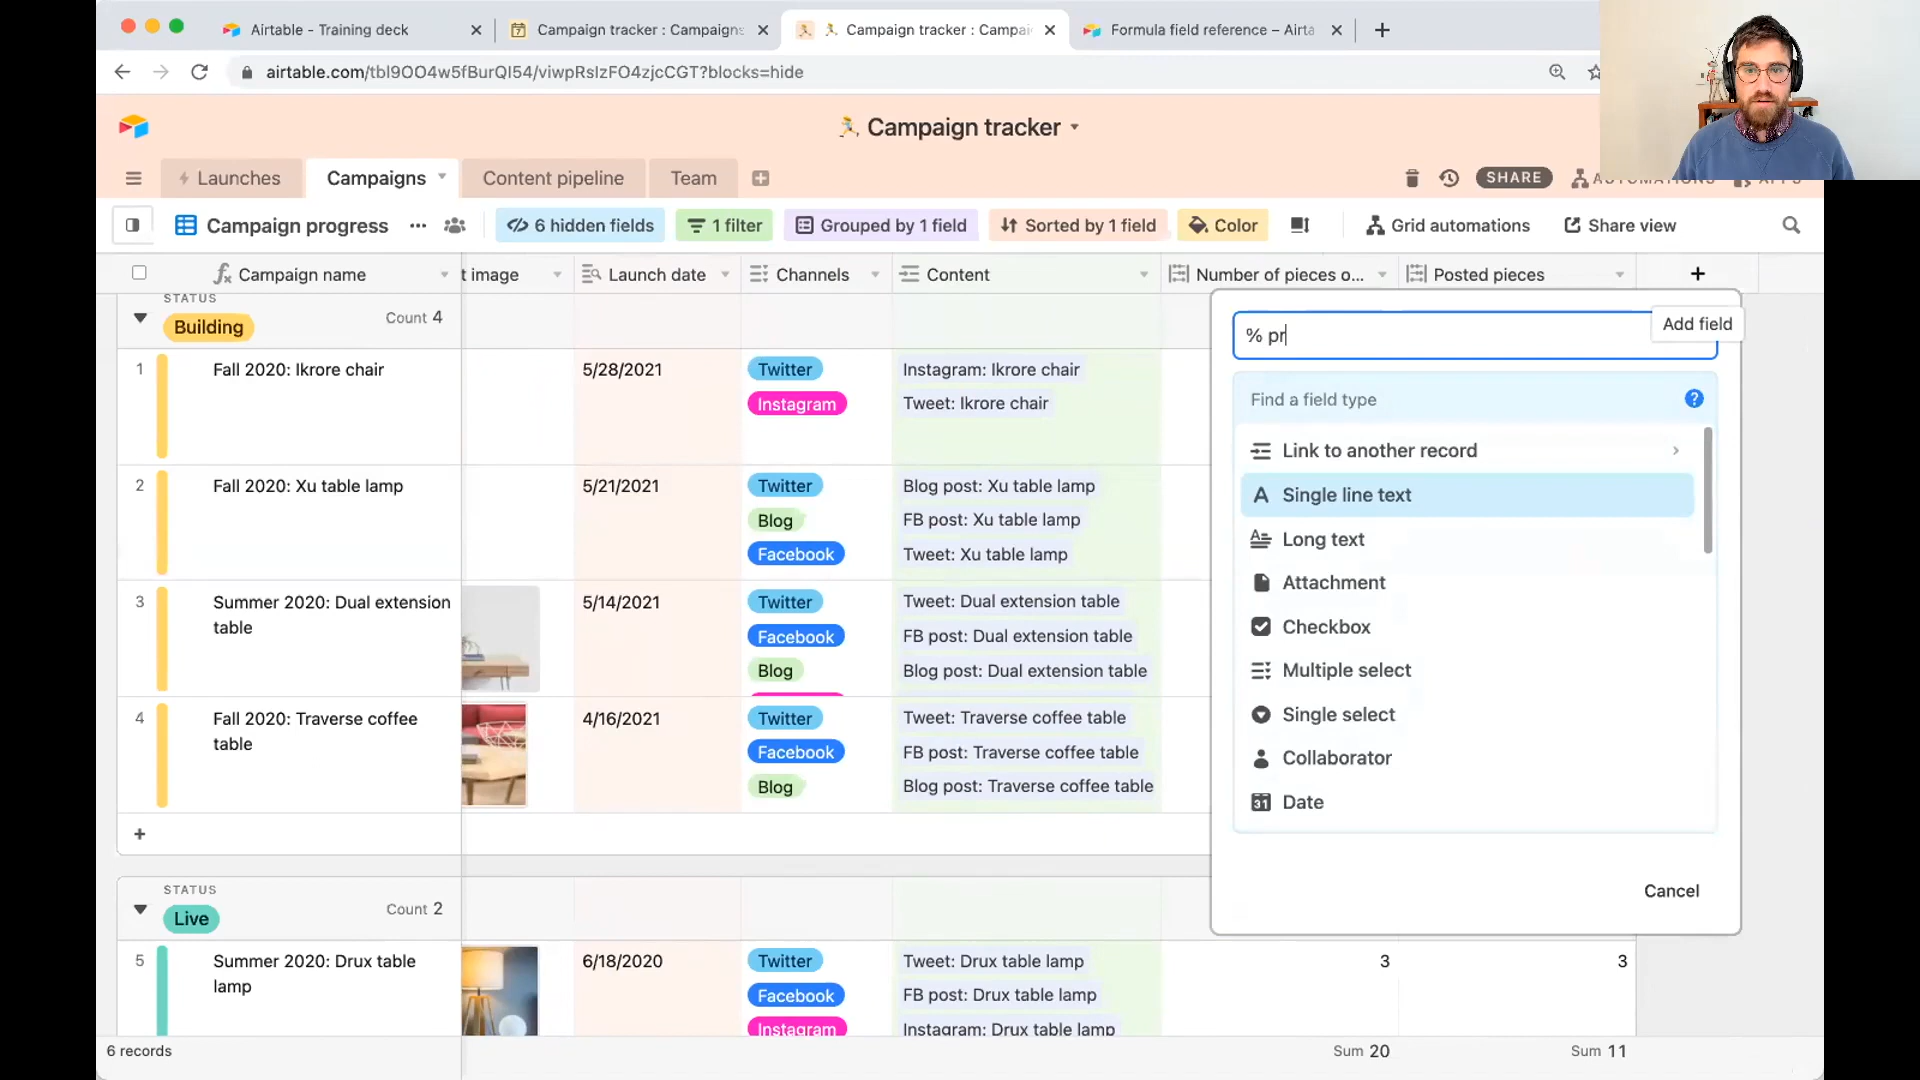 Airtable - Training deck
Campaign tracker : Campaigns
Campaign tracker : Campai
Formula field reference – Airta
airtable.com/tbl9OO4w5fBurQI54/viwpRsIzFO4zjcCGT?blocks=hide
Campaign tracker
Launches
Campaigns
Content pipeline
Team
SHARE
AUTOMATIONS
APPS
Campaign progress
6 hidden fields
1 filter
Grouped by 1 field
Sorted by 1 field
Color
Grid automations
Share view
Campaign name
t image
Launch date
Channels
Content
Number of pieces o...
Posted pieces
STATUS
Building
Count 4
1
Fall 2020: Ikrore chair
5/28/2021
Twitter
Instagram
Instagram: Ikrore chair
Tweet: Ikrore chair
2
Fall 2020: Xu table lamp
5/21/2021
Twitter
Blog
Facebook
Blog post: Xu table lamp
FB post: Xu table lamp
Tweet: Xu table lamp
3
Summer 2020: Dual extension
table
5/14/2021
Twitter
Facebook
Blog
Tweet: Dual extension table
FB post: Dual extension table
Blog post: Dual extension table
4
Fall 2020: Traverse coffee
table
4/16/2021
Twitter
Facebook
Blog
Tweet: Traverse coffee table
FB post: Traverse coffee table
Blog post: Traverse coffee table
STATUS
Live
Count 2
5
Summer 2020: Drux table
lamp
6/18/2020
Twitter
Facebook
Instagram
Tweet: Drux table lamp
FB post: Drux table lamp
Instagram: Drux table lamp
3
3
6 records
Sum 20
Sum 11
% pr
Add field
Find a field type
Link to another record
Single line text
Long text
Attachment
Checkbox
Multiple select
Single select
Collaborator
31
Date
Cancel